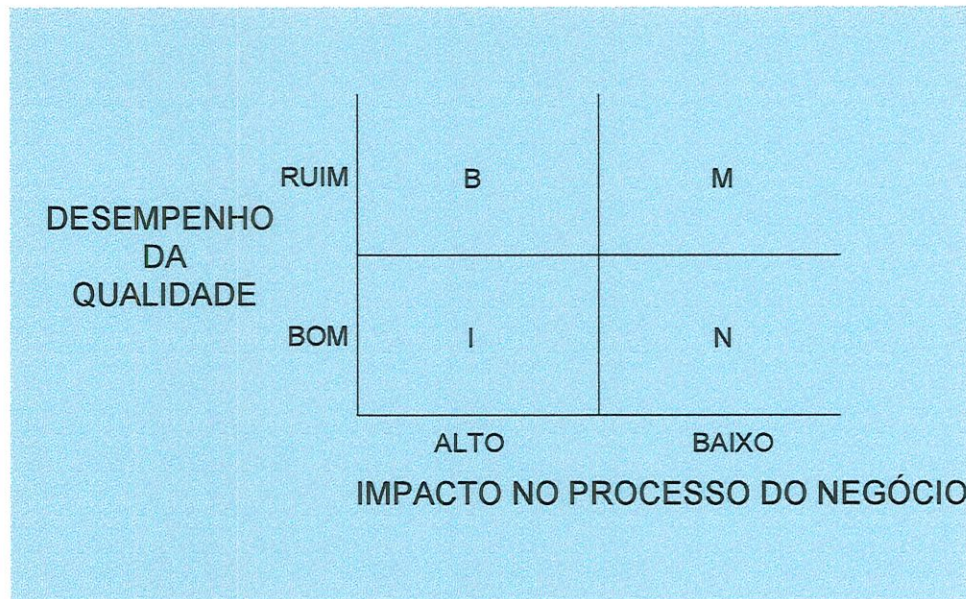 RUIM
B
M
DESEMPENHO
DA
QUALIDADE
BOM
I
N
ALTO
BAIXO
IMPACTO NO PROCESSO DO NEGÓCIO